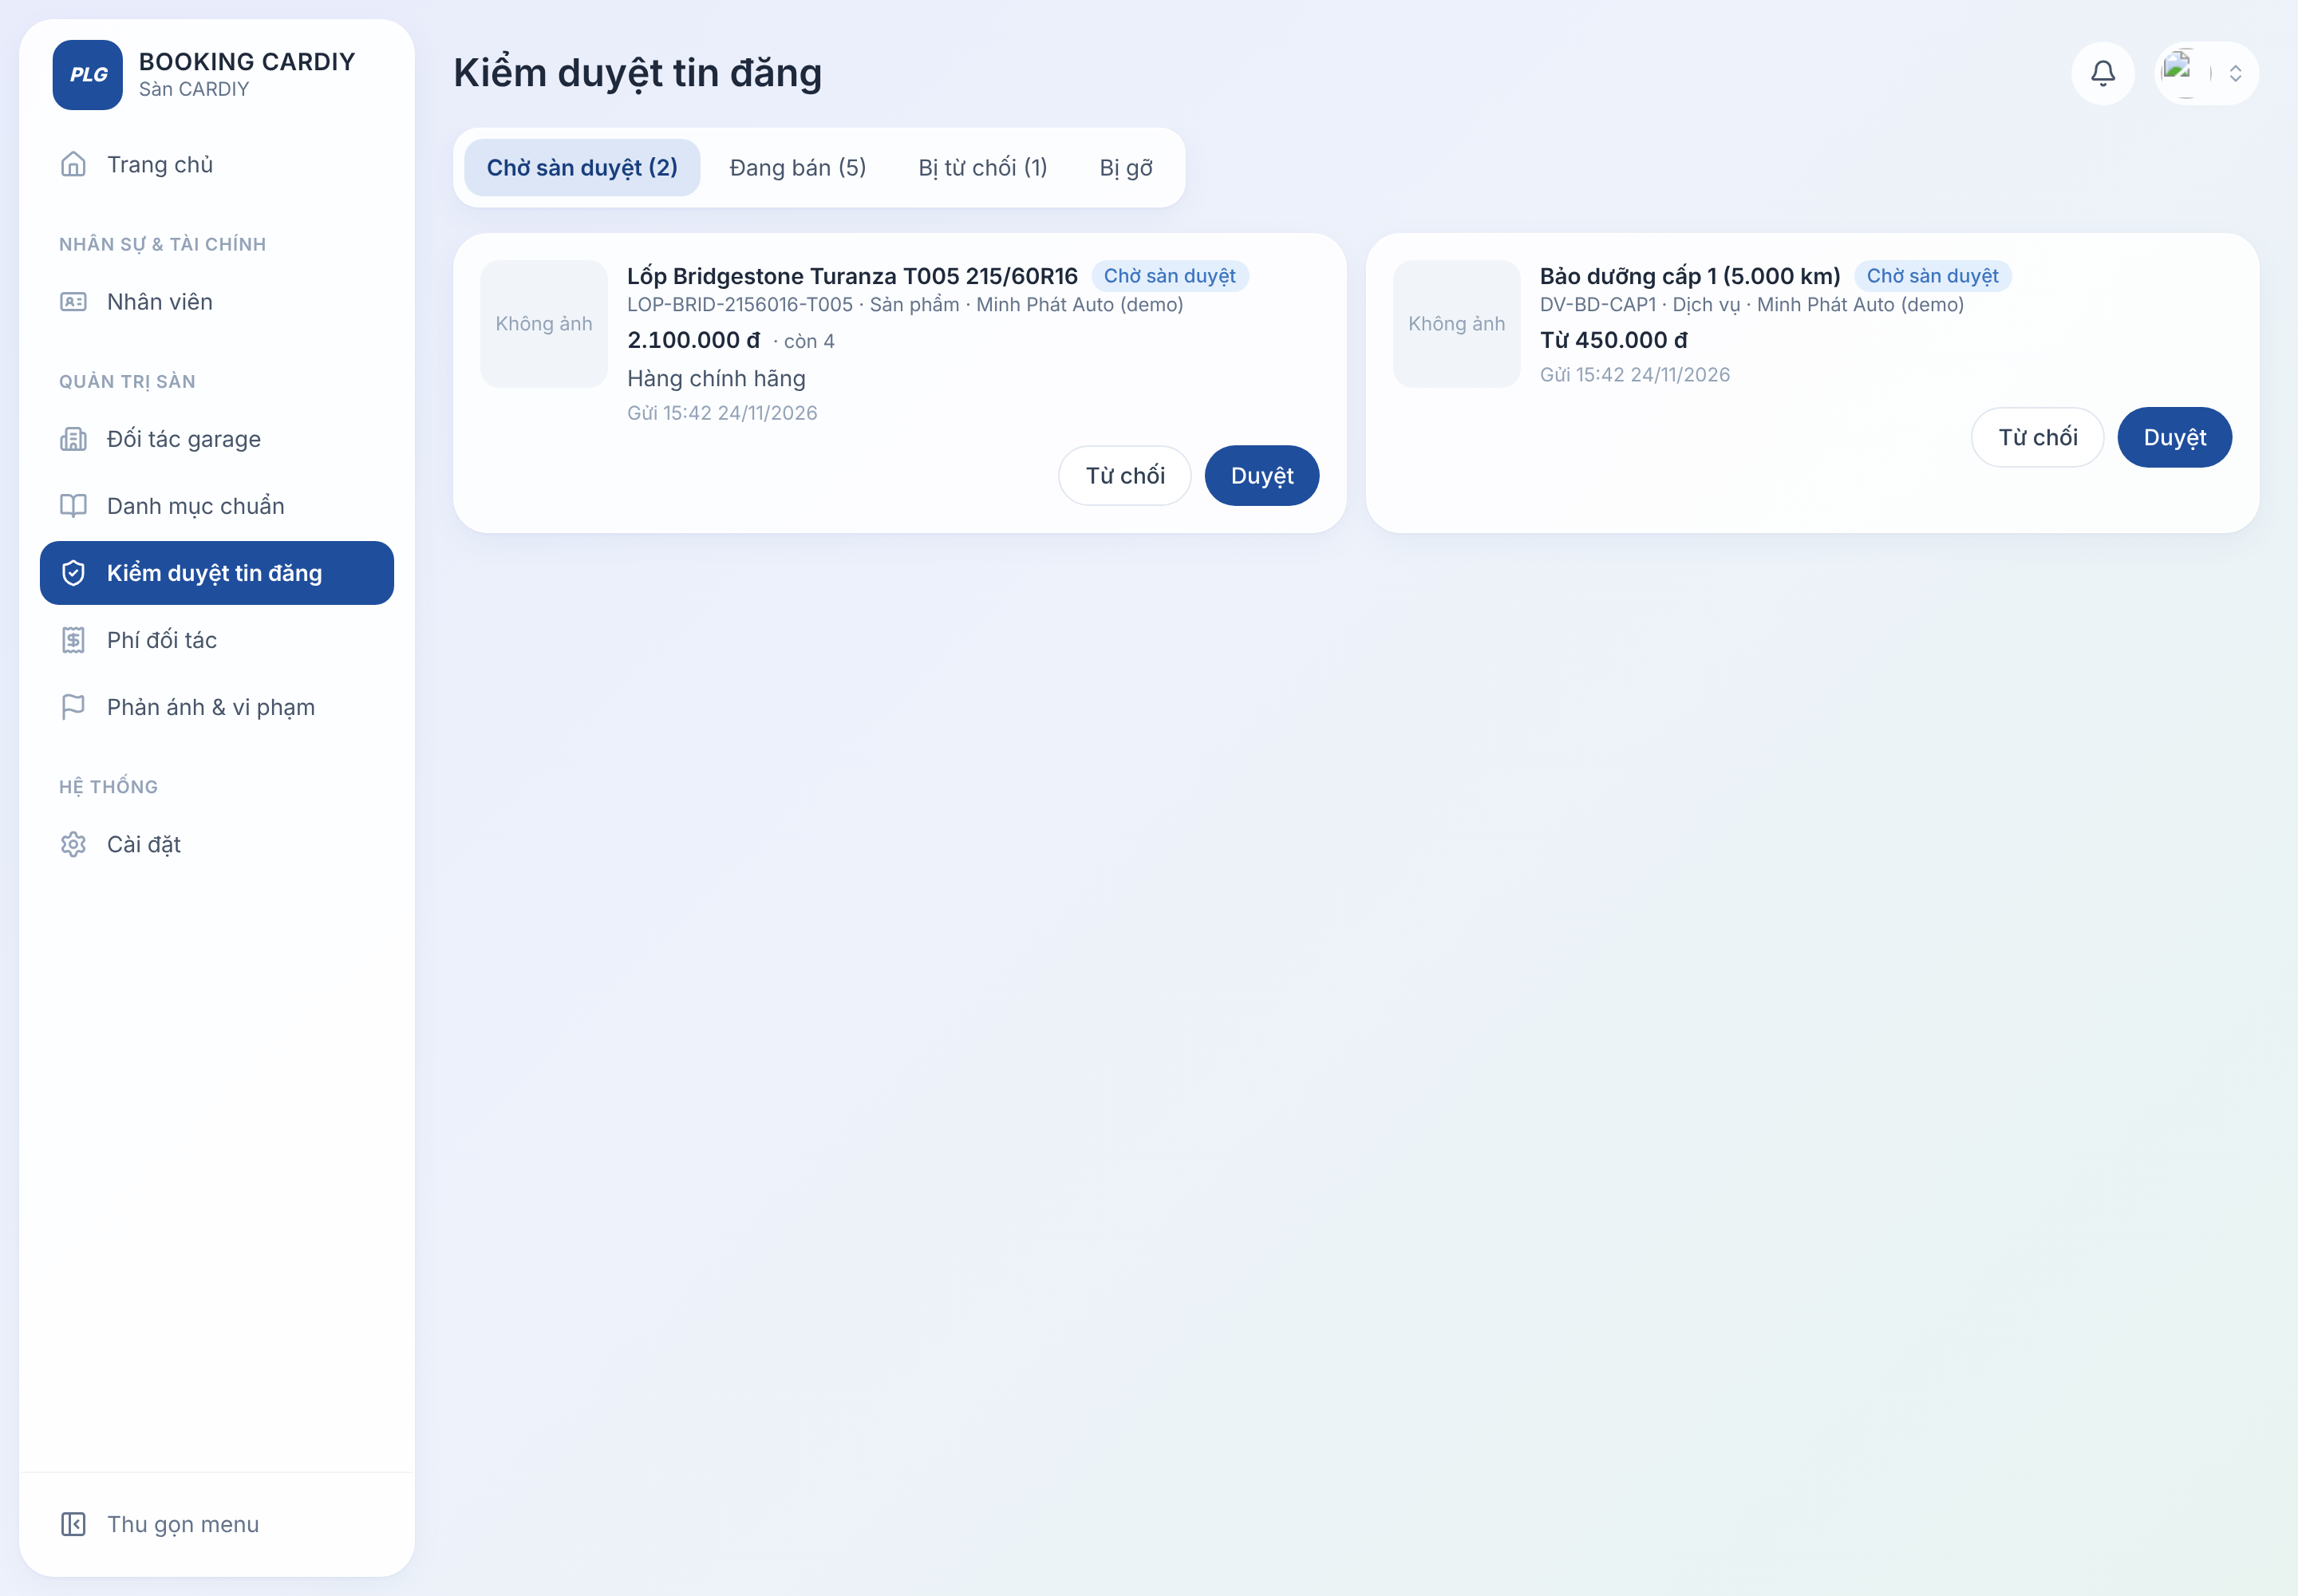 PLG
BOOKING CARDIY
Sàn CARDIY
Trang chủ
NHÂN SỰ & TÀI CHÍNH
Nhân viên
QUẢN TRỊ SÀN
Đối tác garage
Danh mục chuẩn
Kiểm duyệt tin đăng
Phí đối tác
Phản ánh & vi phạm
HỆ THỐNG
Cài đặt
Thu gọn menu
Kiểm duyệt tin đăng
Chờ sàn duyệt (2)
Đang bán (5)
Bị từ chối (1)
Bị gỡ
Không ảnh
Lốp Bridgestone Turanza T005 215/60R16 Chờ sàn duyệt
LOP-BRID-2156016-T005 · Sản phẩm · Minh Phát Auto (demo)
2.100.000 đ · còn 4
Hàng chính hãng
Gửi 15:42 24/11/2026
Từ chối
Duyệt
Không ảnh
Bảo dưỡng cấp 1 (5.000 km) Chờ sàn duyệt
DV-BD-CAP1 · Dịch vụ · Minh Phát Auto (demo)
Từ 450.000 đ
Gửi 15:42 24/11/2026
Từ chối
Duyệt